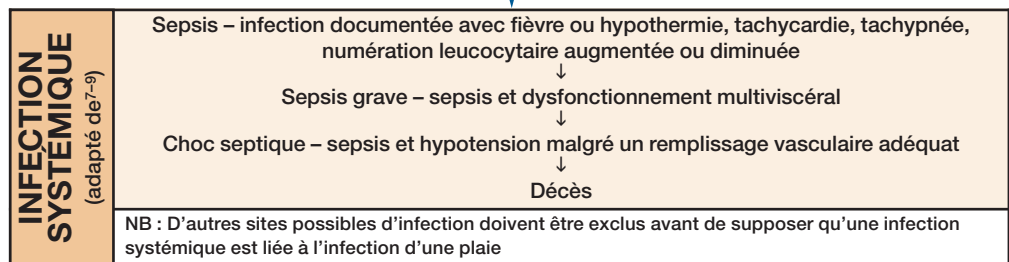 INFECTION
SYSTÉMIQUE
(adapté de7–9)
Sepsis – infection documentée avec fièvre ou hypothermie, tachycardie, tachypnée,
numération leucocytaire augmentée ou diminuée
↓
Sepsis grave – sepsis et dysfonctionnement multiviscéral
↓
Choc septique – sepsis et hypotension malgré un remplissage vasculaire adéquat
↓
Décès
NB : D'autres sites possibles d'infection doivent être exclus avant de supposer qu'une infection
systémique est liée à l'infection d'une plaie